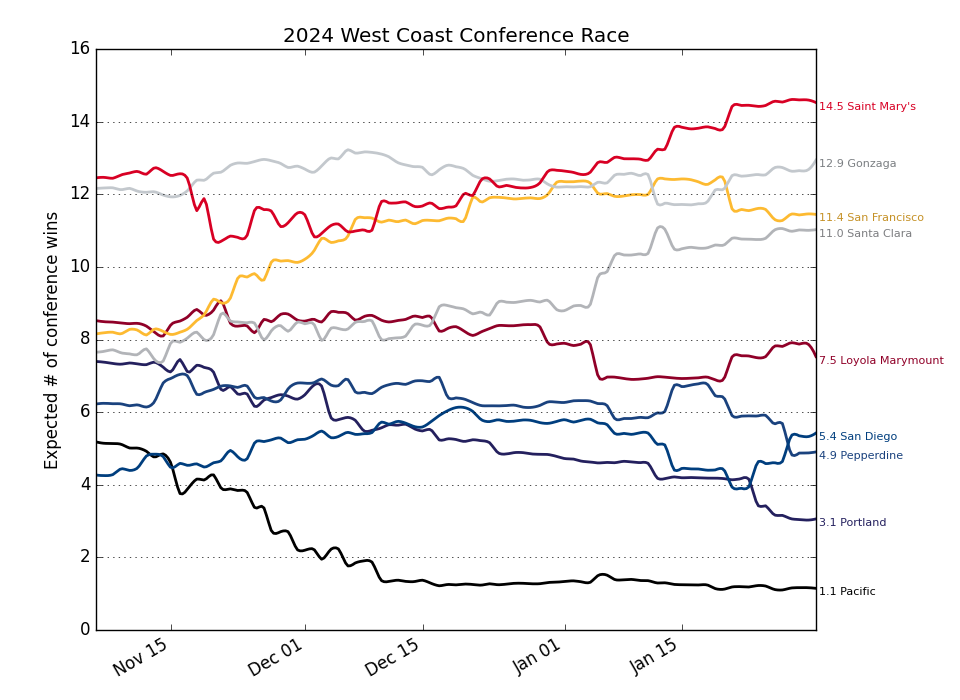 2024 West Coast Conference Race
Expected # of conference wins
16
14
12
10
8
6
4
2
0
Nov 15
Dec 01
Dec 15
Jan 01
Jan 15
14.5 Saint Mary's
12.9 Gonzaga
11.4 San Francisco
11.0 Santa Clara
7.5 Loyola Marymount
5.4 San Diego
4.9 Pepperdine
3.1 Portland
1.1 Pacific